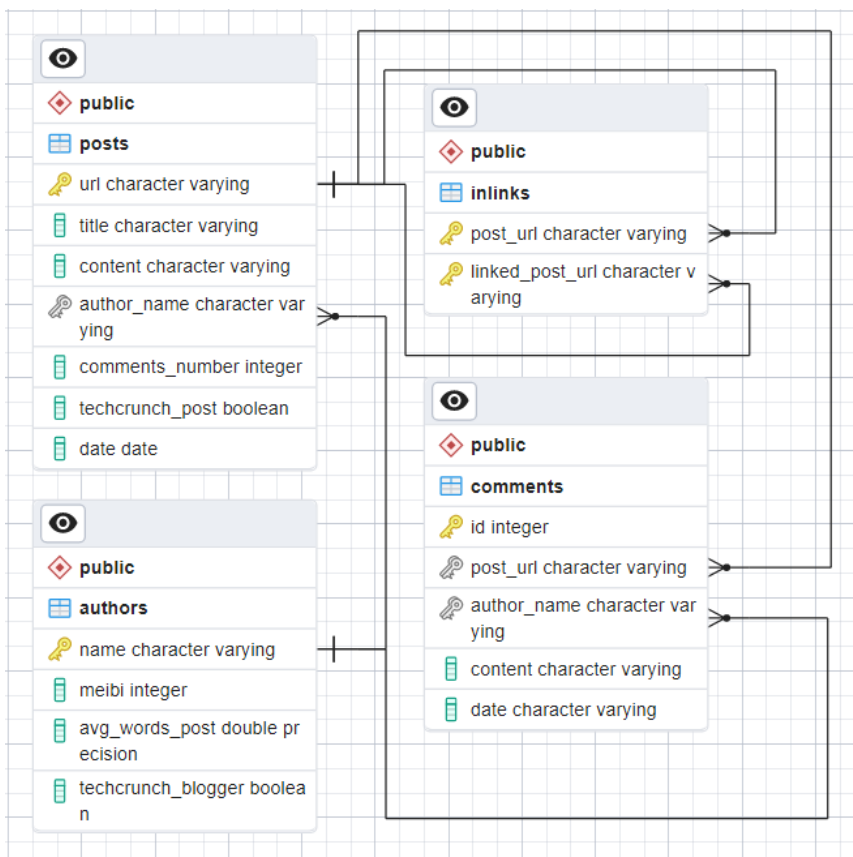 public
posts
url character varying
title character varying
content character varying
author_name character var
ying
comments_number integer
techcrunch_post boolean
date date
public
inlinks
post_url character varying
linked_post_url character v
arying
public
authors
name character varying
meibi integer
avg_words_post double pr
ecision
techcrunch_blogger boolea
n
public
comments
id integer
post_url character varying
author_name character var
ying
content character varying
date character varying